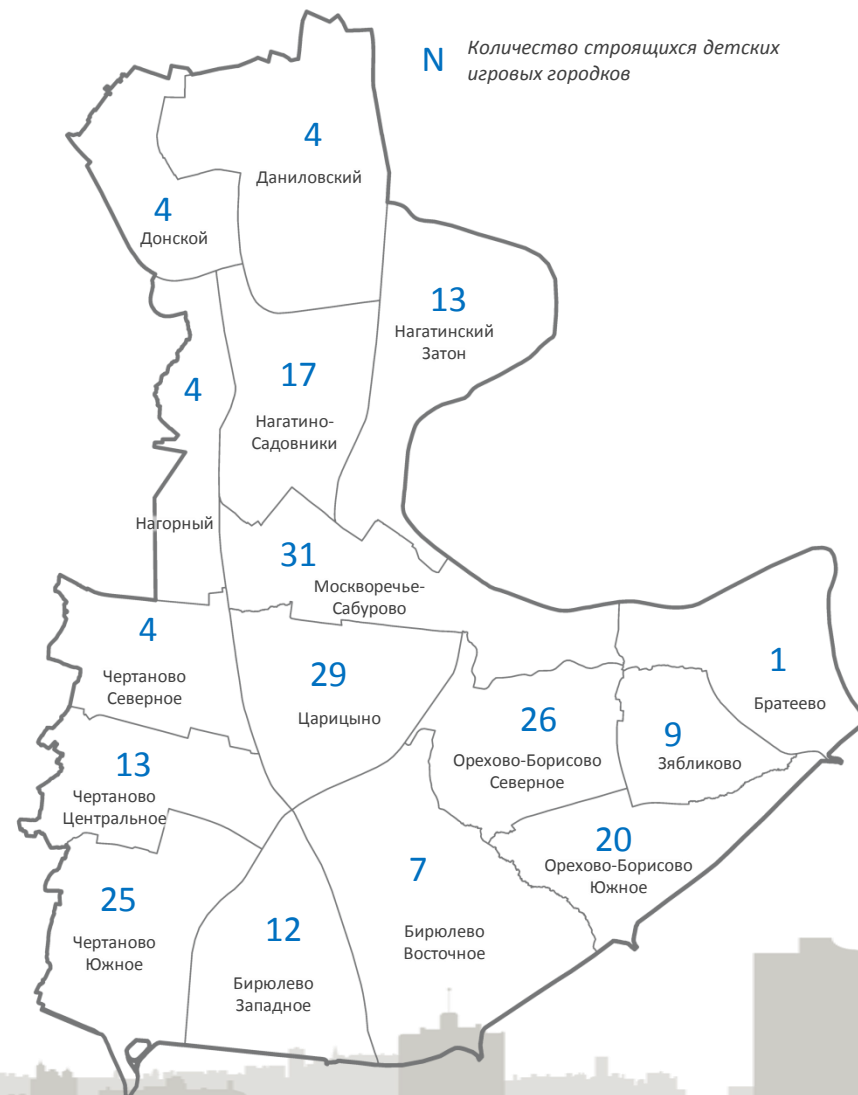 N
Количество строящихся детских
игровых городков
4
Даниловский
4
Донской
13
Нагатинский
Затон
17
Нагатино-
Садовники
4
Нагорный
31
Москворечье-
Сабурово
4
Чертаново
Северное
29
Царицыно
1
Братеево
26
Орехово-Борисово
Северное
9
Зябликово
13
Чертаново
Центральное
20
Орехово-Борисово
Южное
7
Бирюлево
Восточное
25
Чертаново
Южное
12
Бирюлево
Западное